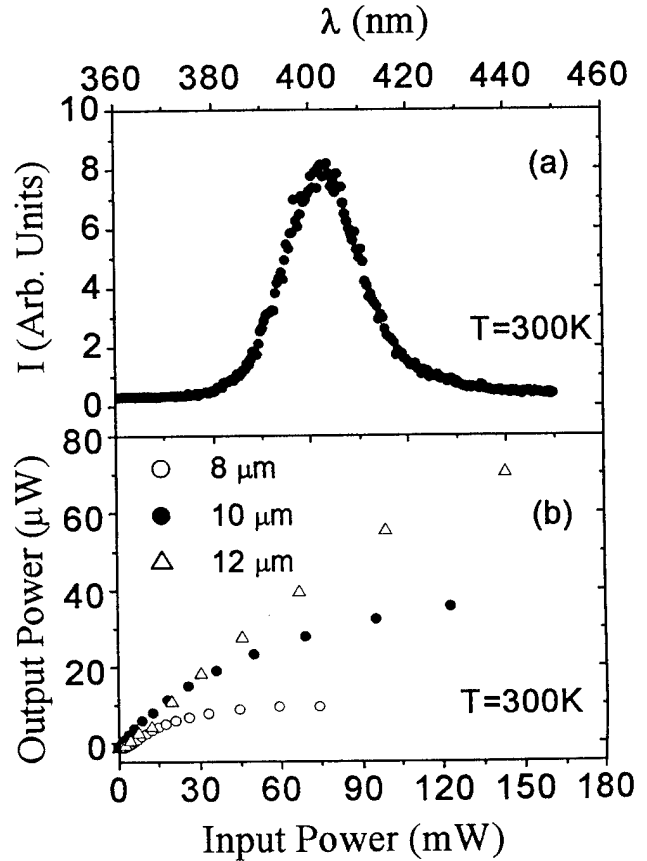 λ (nm)
360 380 400 420 440 460
10
8
6
4
2
0
I (Arb. Units)
(a)
T=300K
80
60
40
20
0
Output Power (μW)
8 μm
10 μm
12 μm
(b)
T=300K
0 30 60 90 120 150 180
Input Power (mW)